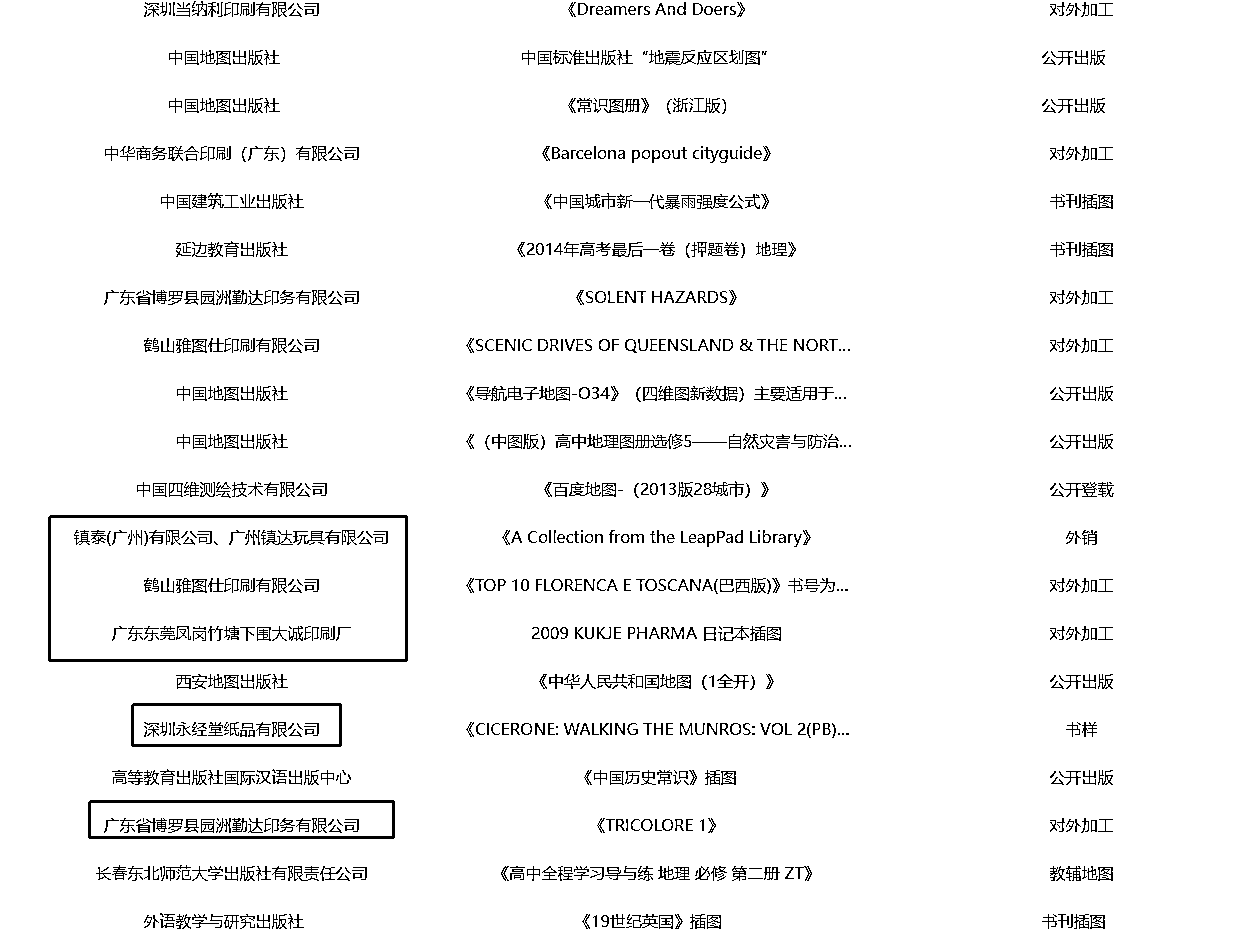 深圳当纳利印刷有限公司 《Dreamers And Doers》 对外加工
中国地图出版社 中国标准出版社“地震反应区划图” 公开出版
中国地图出版社 《常识图册》（浙江版） 公开出版
中华商务联合印刷（广东）有限公司 《Barcelona popout cityguide》 对外加工
中国建筑工业出版社 《中国城市新一代暴雨强度公式》 书刊插图
延边教育出版社 《2014年高考最后一卷（押题卷）地理》 书刊插图
广东省博罗县园洲勤达印务有限公司 《SOLENT HAZARDS》 对外加工
鹤山雅图仕印刷有限公司 《SCENIC DRIVES OF QUEENSLAND & THE NORT... 对外加工
中国地图出版社 《导航电子地图-O34》（四维图新数据）主要适用于... 公开出版
中国地图出版社 《（中图版）高中地理图册选修5——自然灾害与防治... 公开出版
中国四维测绘技术有限公司 《百度地图-（2013版28城市）》 公开登载
镇泰(广州)有限公司、广州镇达玩具有限公司 《A Collection from the LeapPad Library》 外销
鹤山雅图仕印刷有限公司 《TOP 10 FLORENCA E TOSCANA(巴西版)》书号为... 对外加工
广东东莞凤岗竹塘下围大诚印刷厂 2009 KUKJE PHARMA 日记本插图 对外加工
西安地图出版社 《中华人民共和国地图（1全开）》 公开出版
深圳永经堂纸品有限公司 《CICERONE: WALKING THE MUNROS: VOL 2(PB)... 书样
高等教育出版社国际汉语出版中心 《中国历史常识》插图 公开出版
广东省博罗县园洲勤达印务有限公司 《TRICOLORE 1》 对外加工
长春东北师范大学出版社有限责任公司 《高中全程学习导与练 地理 必修 第二册 ZT》 教辅地图
外语教学与研究出版社 《19世纪英国》插图 书刊插图